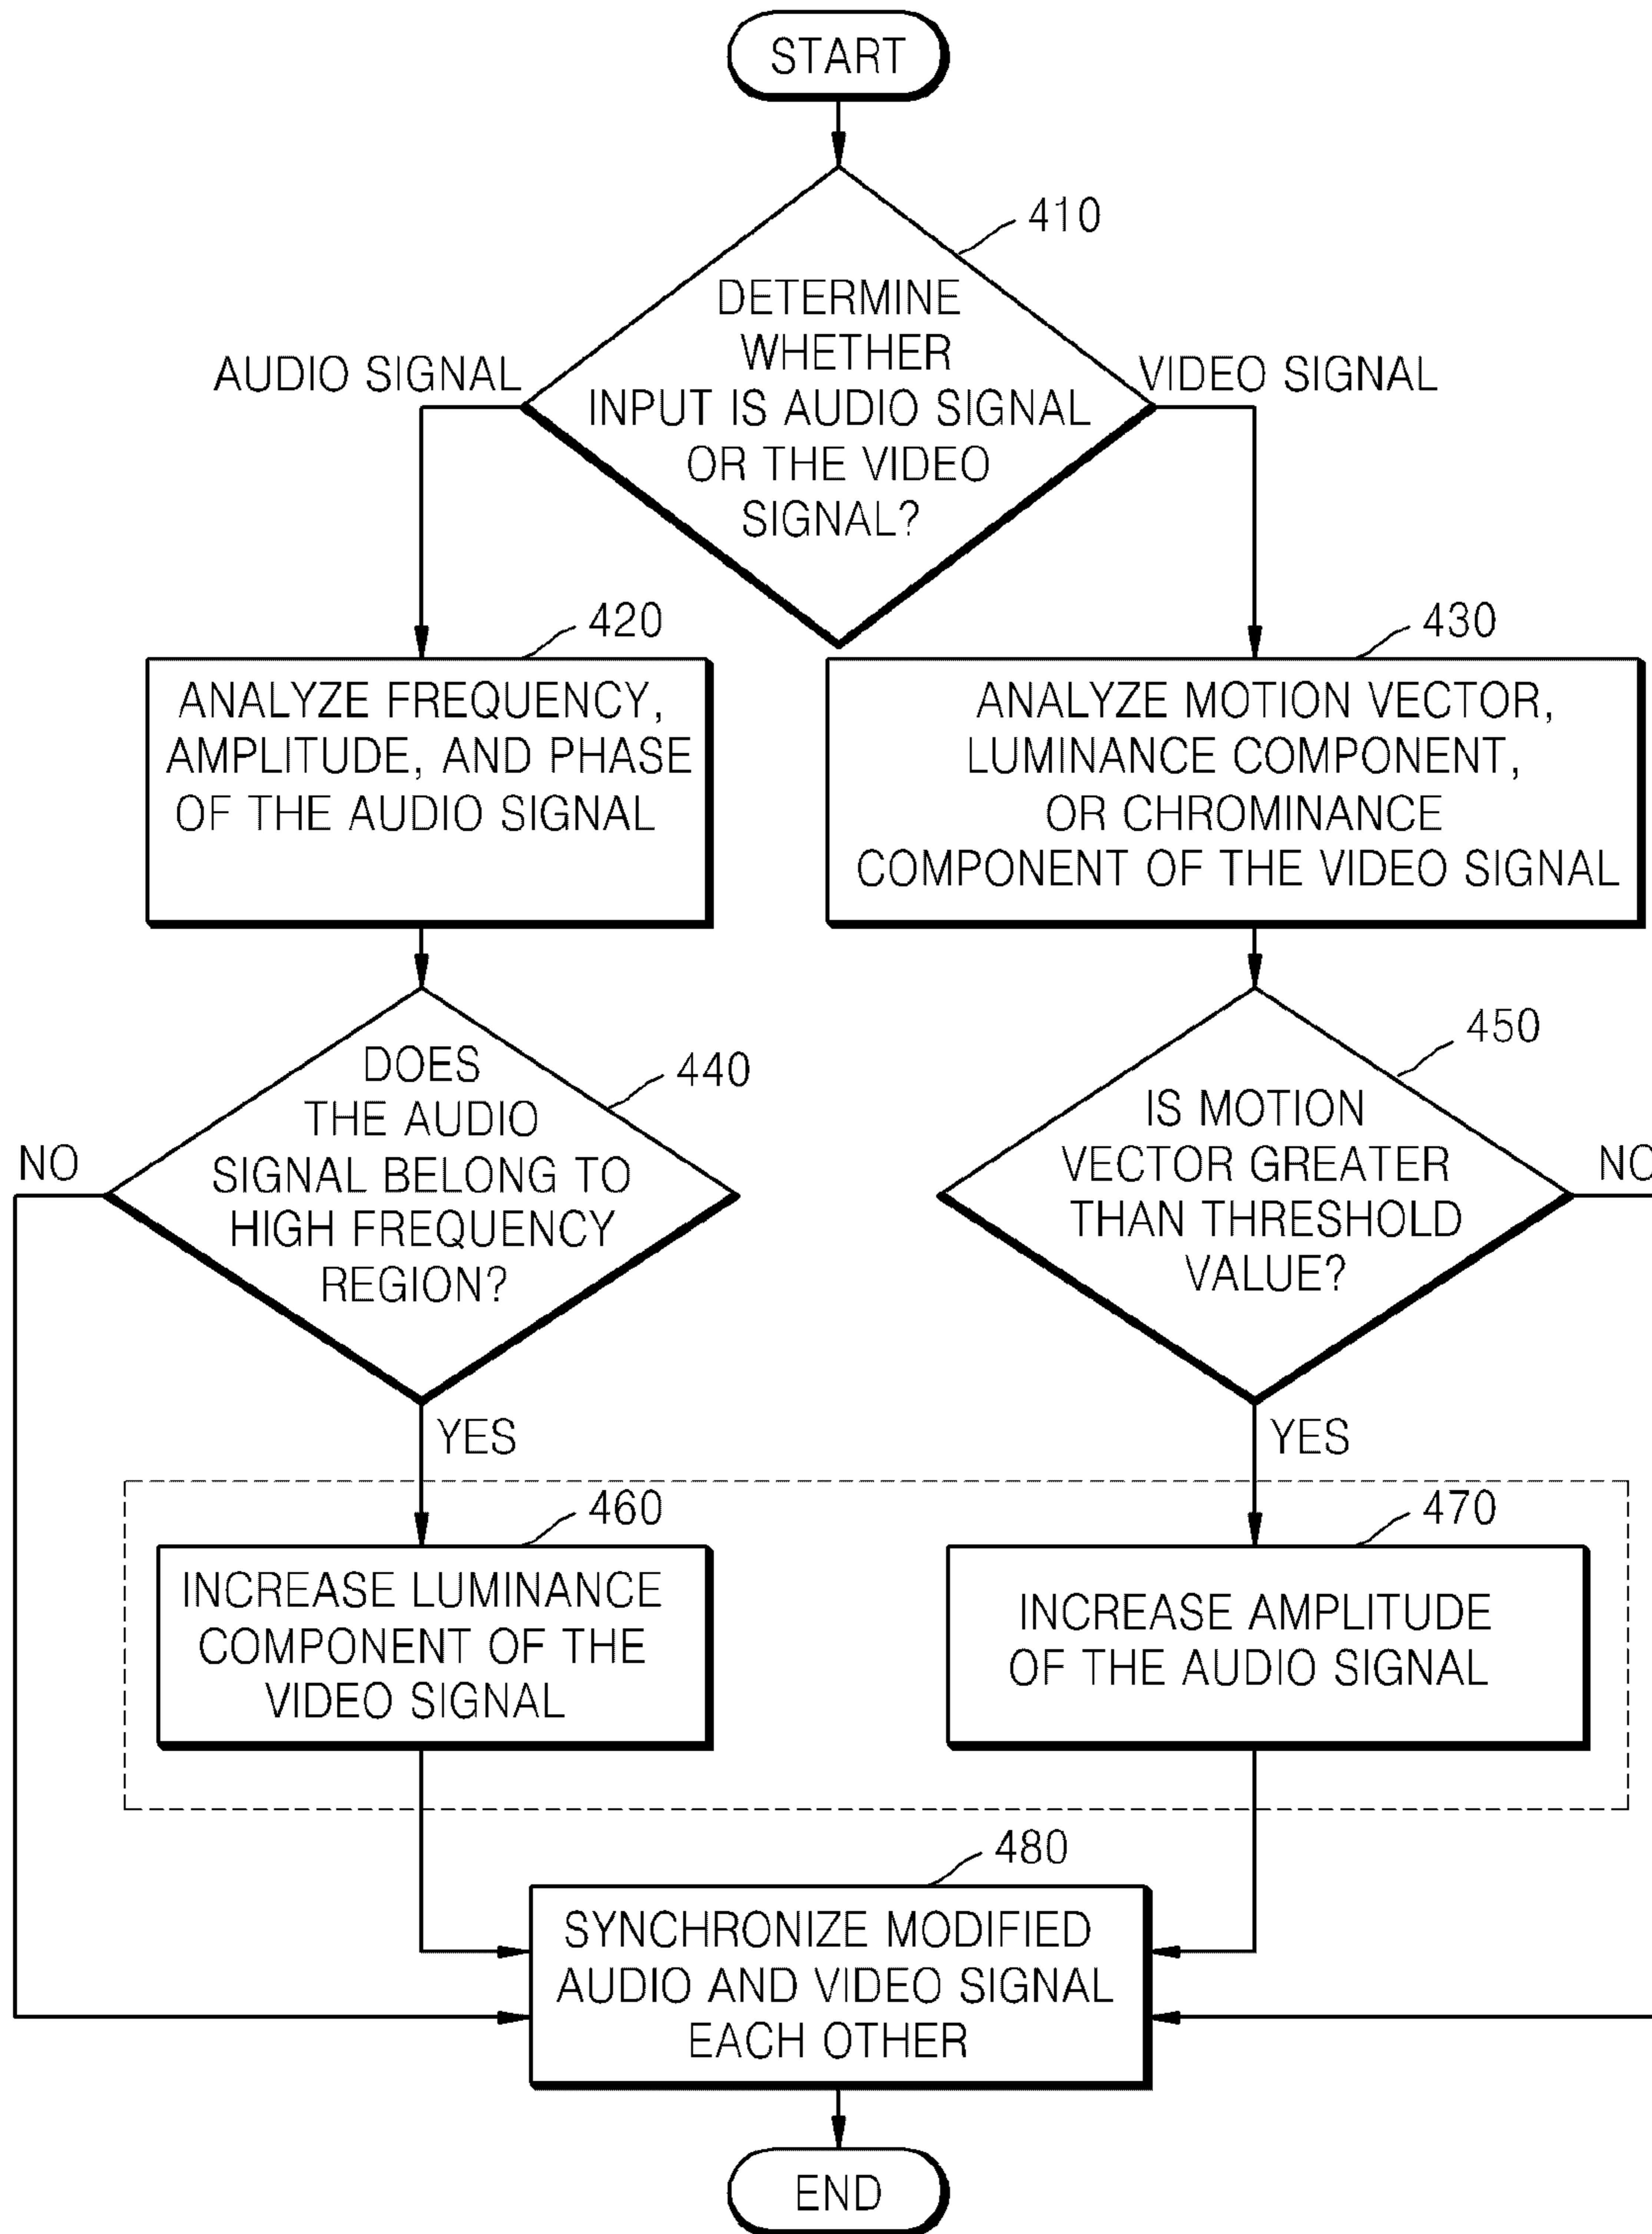 START
410
DETERMINE
WHETHER
INPUT IS AUDIO SIGNAL
OR THE VIDEO
SIGNAL?
AUDIO SIGNAL
VIDEO SIGNAL
420
ANALYZE FREQUENCY,
AMPLITUDE, AND PHASE
OF THE AUDIO SIGNAL
430
ANALYZE MOTION VECTOR,
LUMINANCE COMPONENT,
OR CHROMINANCE
COMPONENT OF THE VIDEO SIGNAL
440
DOES
THE AUDIO
SIGNAL BELONG TO
HIGH FREQUENCY
REGION?
NO
YES
450
IS MOTION
VECTOR GREATER
THAN THRESHOLD
VALUE?
NO
YES
460
INCREASE LUMINANCE
COMPONENT OF THE
VIDEO SIGNAL
470
INCREASE AMPLITUDE
OF THE AUDIO SIGNAL
480
SYNCHRONIZE MODIFIED
AUDIO AND VIDEO SIGNAL
EACH OTHER
END